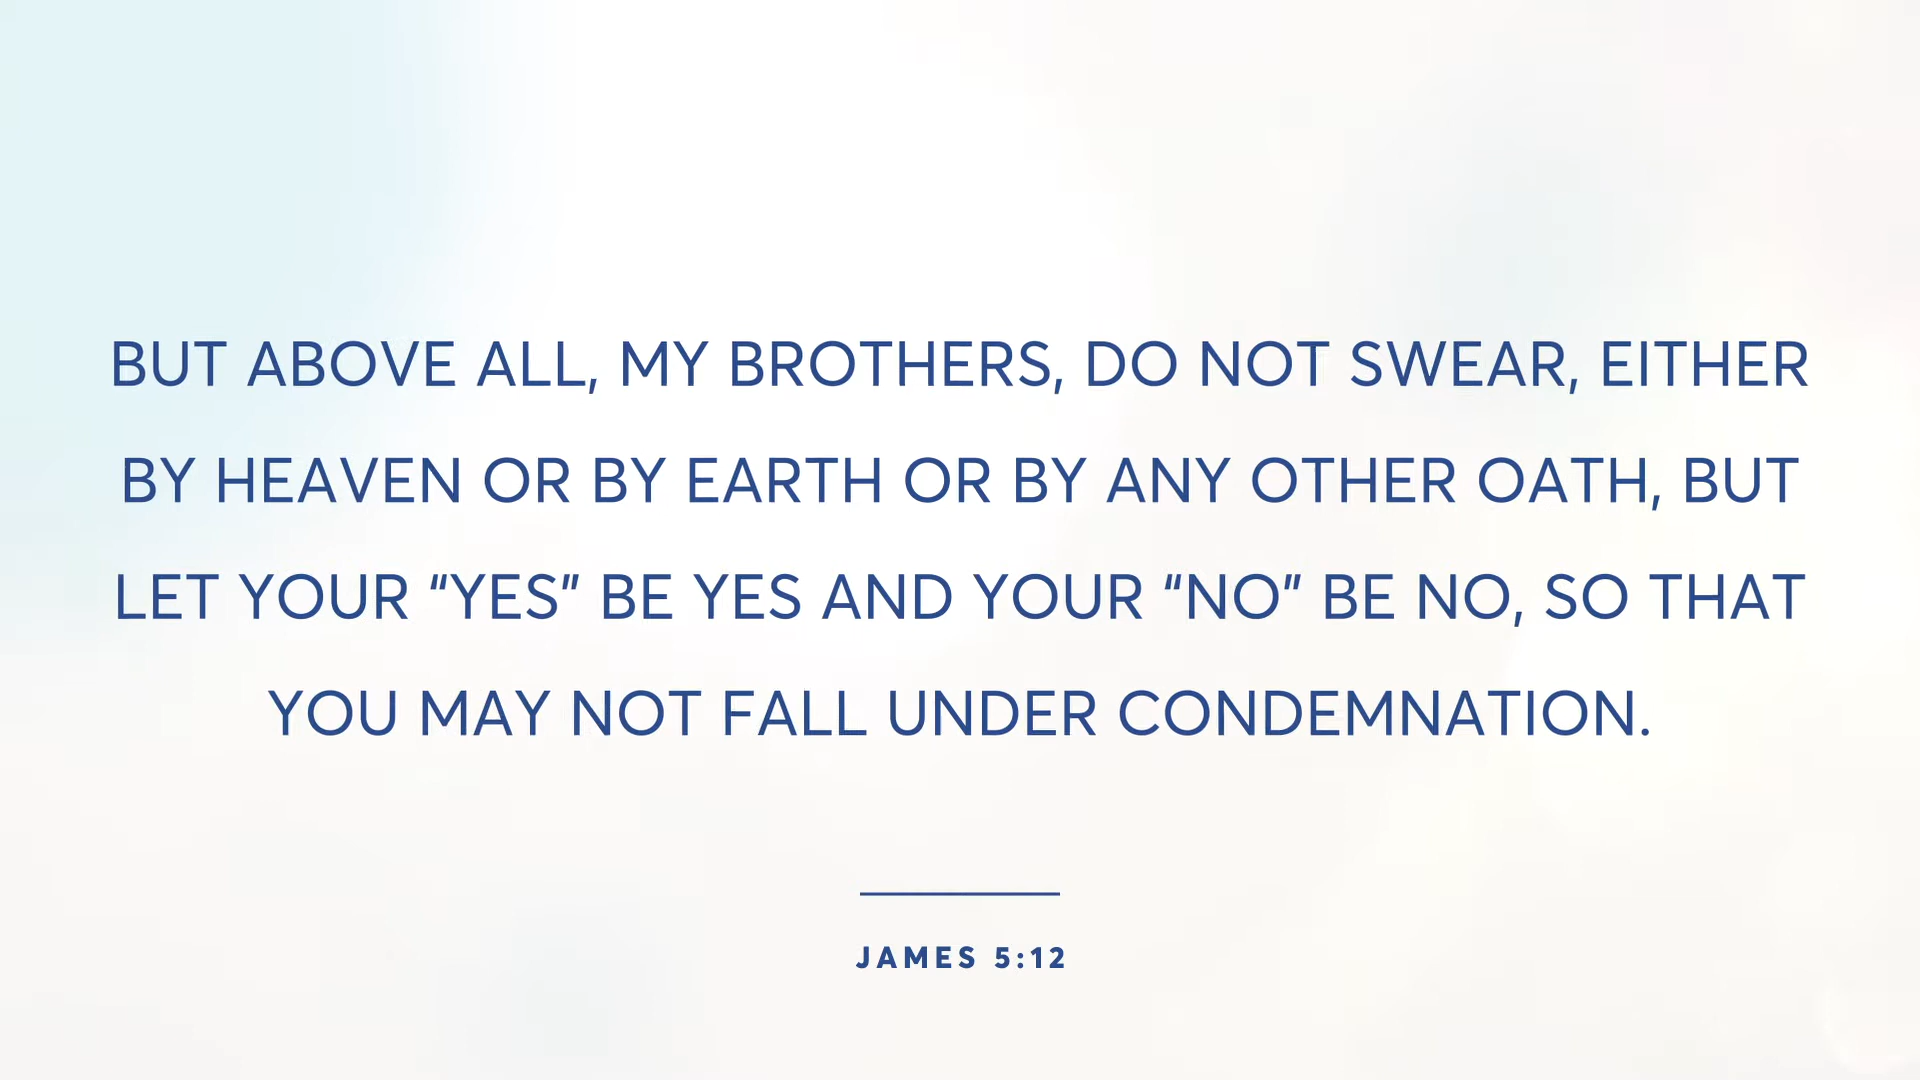 BUT ABOVE ALL, MY BROTHERS, DO NOT SWEAR, EITHER
BY HEAVEN OR BY EARTH OR BY ANY OTHER OATH, BUT
LET YOUR “YES” BE YES AND YOUR “NO” BE NO, SO THAT
YOU MAY NOT FALL UNDER CONDEMNATION.
JAMES 5:12